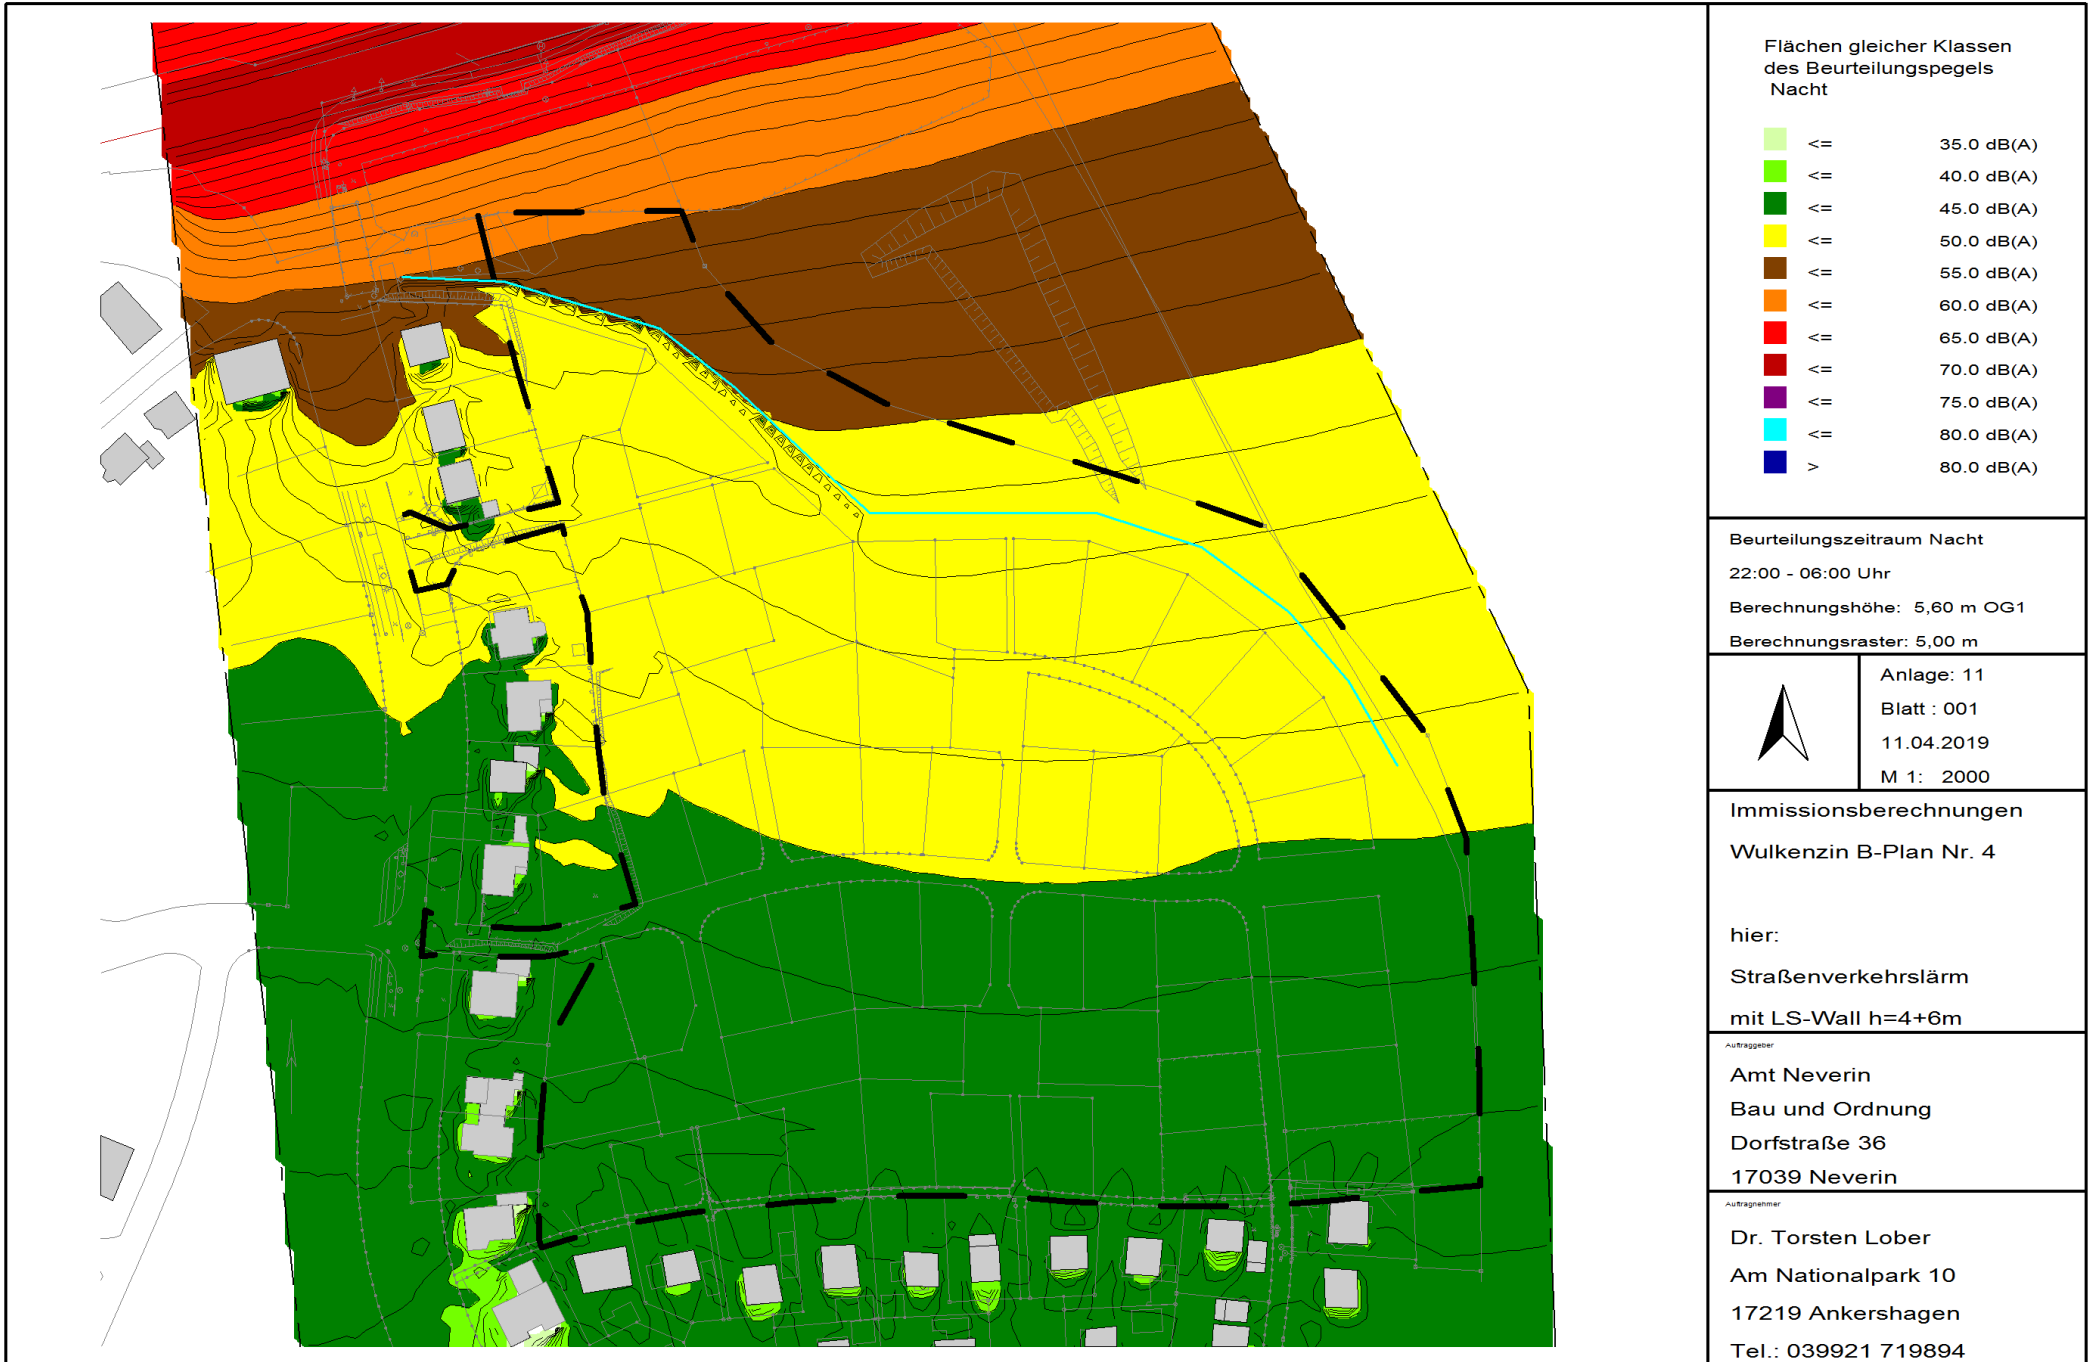 Flächen gleicher Klassen
des Beurteilungspegels
Nacht
<= 35.0 dB(A)
<= 40.0 dB(A)
<= 45.0 dB(A)
<= 50.0 dB(A)
<= 55.0 dB(A)
<= 60.0 dB(A)
<= 65.0 dB(A)
<= 70.0 dB(A)
<= 75.0 dB(A)
<= 80.0 dB(A)
> 80.0 dB(A)
Beurteilungszeitraum Nacht
22:00 - 06:00 Uhr
Berechnungshöhe: 5,60 m OG1
Berechnungsraster: 5,00 m
Anlage: 11
Blatt : 001
11.04.2019
M 1: 2000
Immissionsberechnungen
Wulkenzin B-Plan Nr. 4
hier:
Straßenverkehrslärm
mit LS-Wall h=4+6m
Auftraggeber
Amt Neverin
Bau und Ordnung
Dorfstraße 36
17039 Neverin
Auftragnehmer
Dr. Torsten Lober
Am Nationalpark 10
17219 Ankershagen
Tel.: 039921 719894